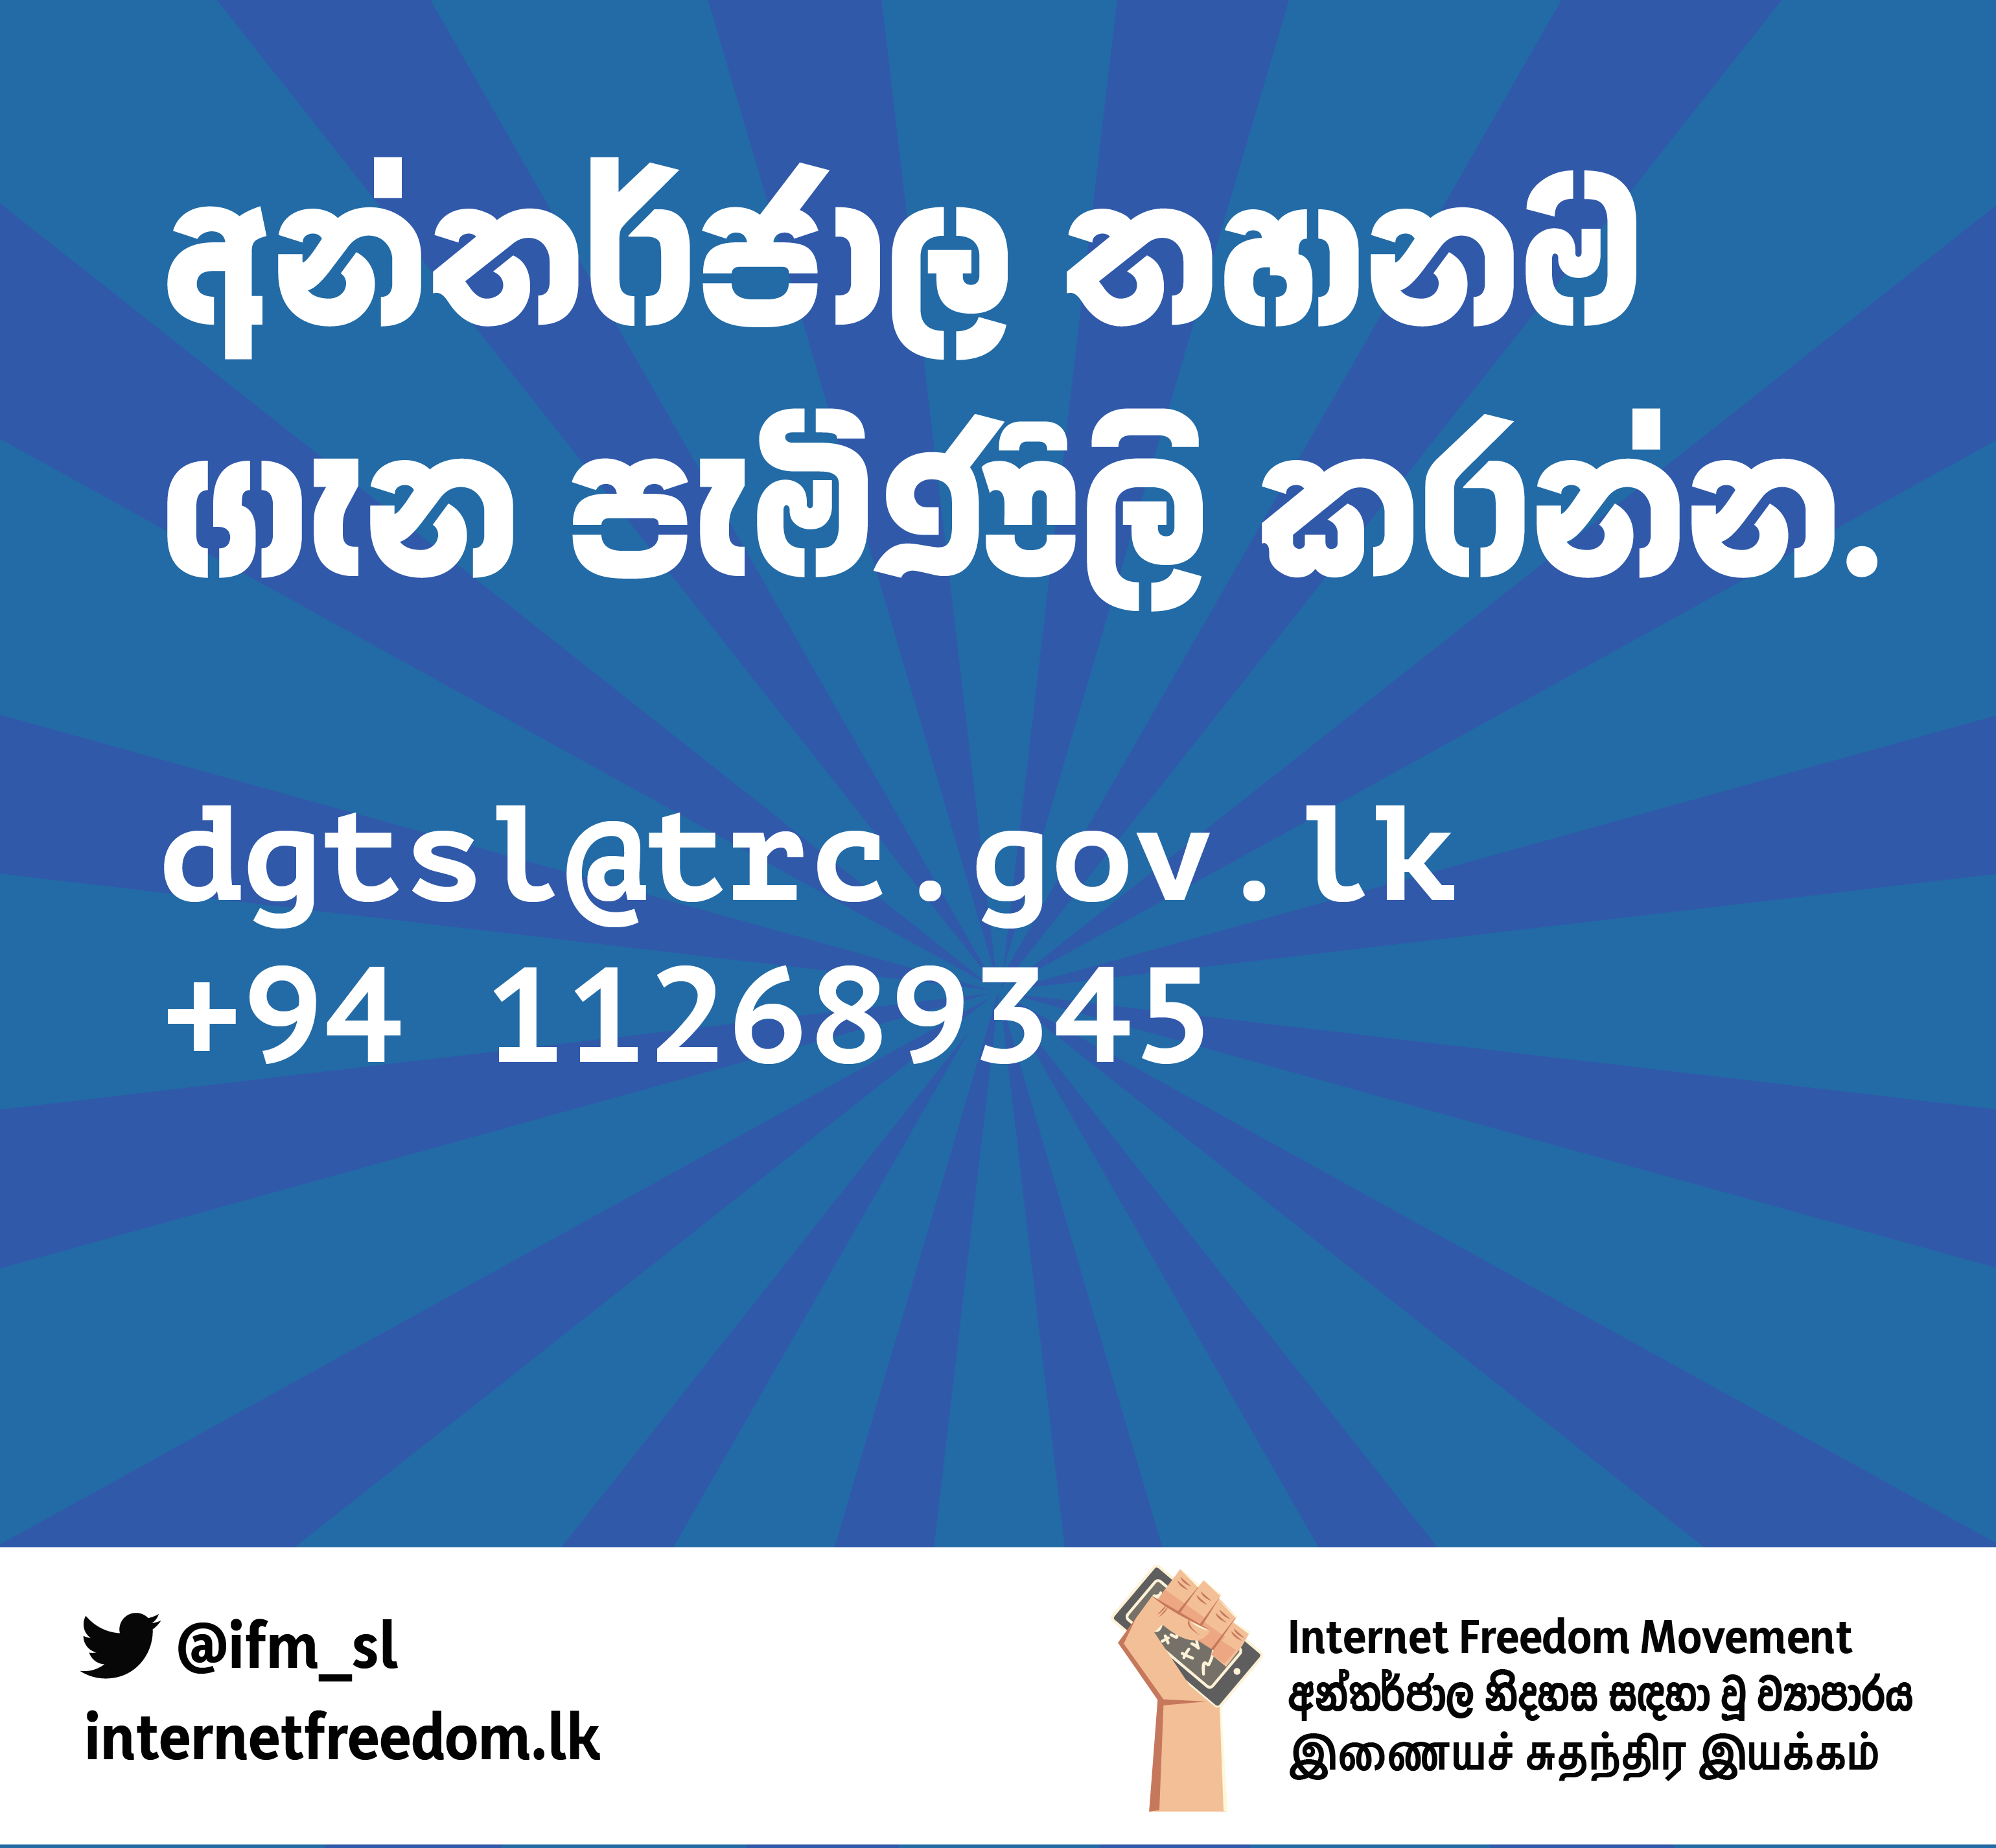 අන්තර්ජාල තහනම්
ගැන පැමිණිලි කරන්න.
dgtsl@trc.gov.lk
+94 112689345
@ifm_sl
internetfreedom.lk
Internet Freedom Movement
අන්තර්ජාල නිදහස සඳහා වූ ව්‍යාපාරය
இணையச் சுதந்திர இயக்கம்